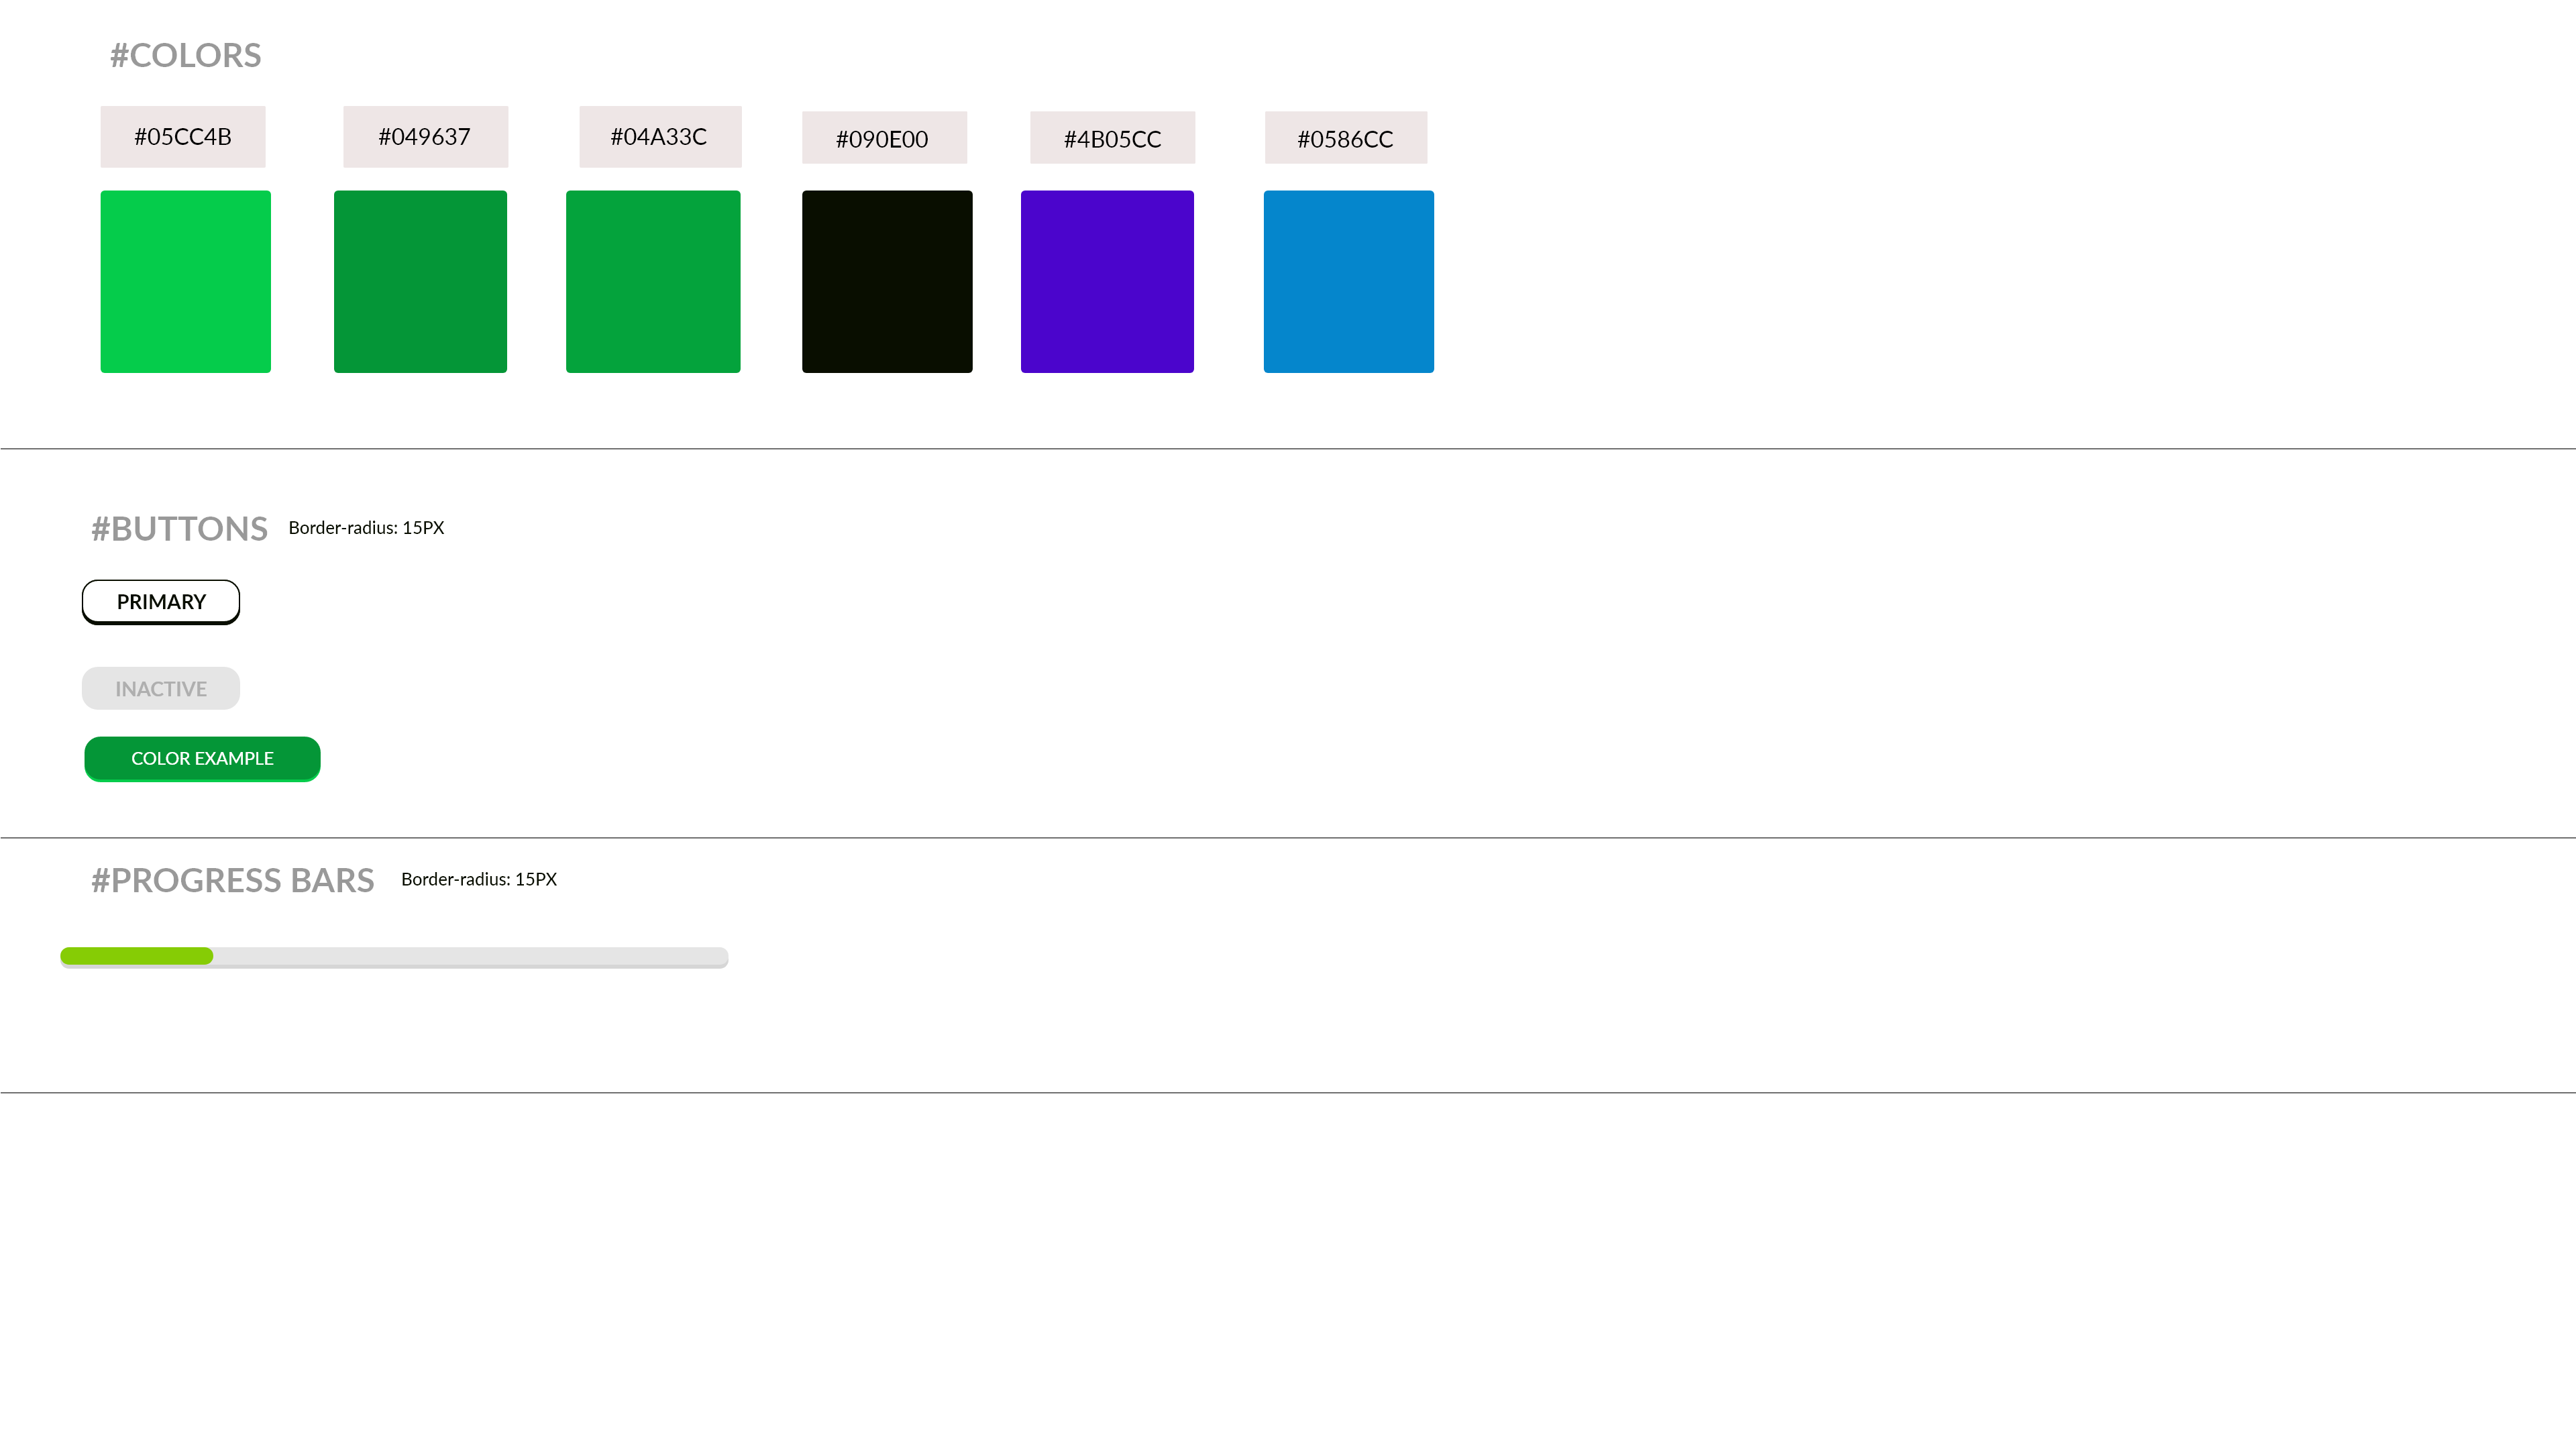 #COLORS
#05CC4B #049637 #04A33C #090E00 #4B05CC #0586CC
#BUTTONS Border-radius: 15PX
PRIMARY
INACTIVE
COLOR EXAMPLE
#PROGRESS BARS Border-radius: 15PX